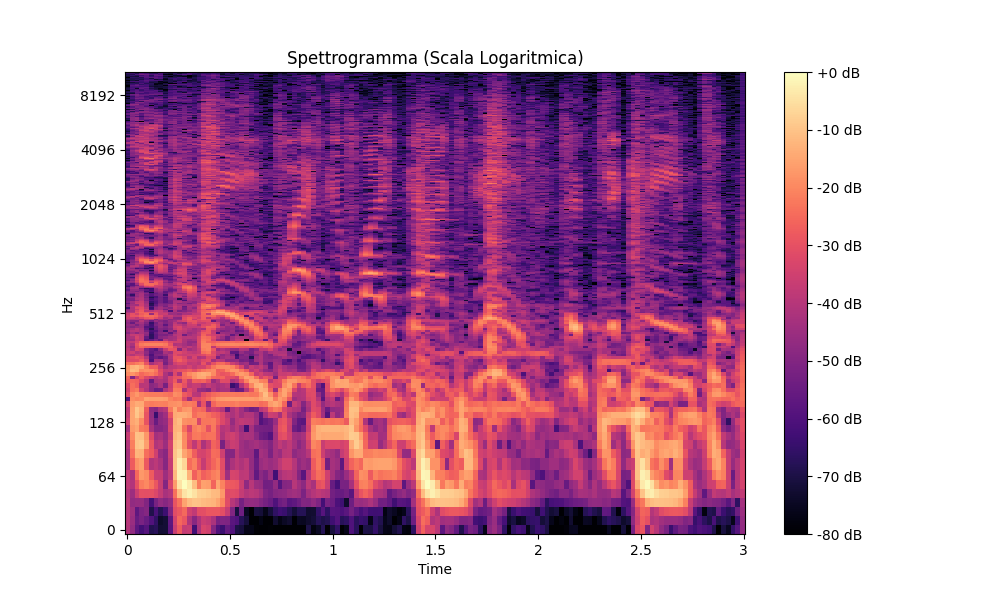 Spettrogramma (Scala Logaritmica)
Hz
8192
4096
2048
1024
512
256
128
64
0
0
0.5
1
1.5
2
2.5
3
Time
+0 dB
-10 dB
-20 dB
-30 dB
-40 dB
-50 dB
-60 dB
-70 dB
-80 dB